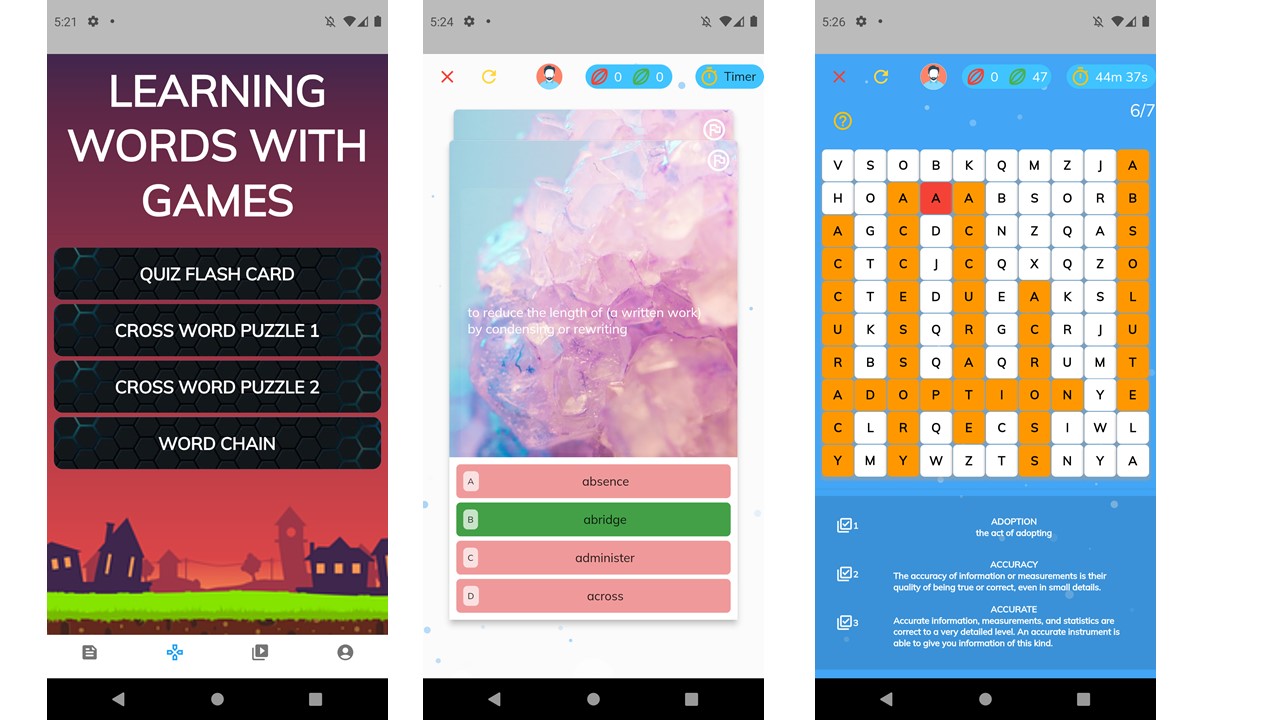 5:21
LEARNING
WORDS WITH
GAMES
QUIZ FLASH CARD
CROSS WORD PUZZLE 1
CROSS WORD PUZZLE 2
WORD CHAIN
5:24
0 0 Timer
to reduce the length of (a written work)
by condensing or rewriting
A absence
B abridge
C administer
D across
5:26
0 47 44m 37s
?
6/7
V S O B K Q M Z J A
H O A A A B S O R B
A G C D C N Z Q A S
C T C J C Q X Q Z O
C T E D U E A K S L
U K S Q R G C R J U
R B S Q A Q R U M T
A D O P T I O N Y E
C L R Q E C S I W L
Y M Y W Z T S N Y A
1 ADOPTION
the act of adopting
2 ACCURACY
The accuracy of information or measurements is their
quality of being true or correct, even in small details.
3 ACCURATE
Accurate information, measurements, and statistics are
correct to a very detailed level. An accurate instrument is
able to give you information of this kind.